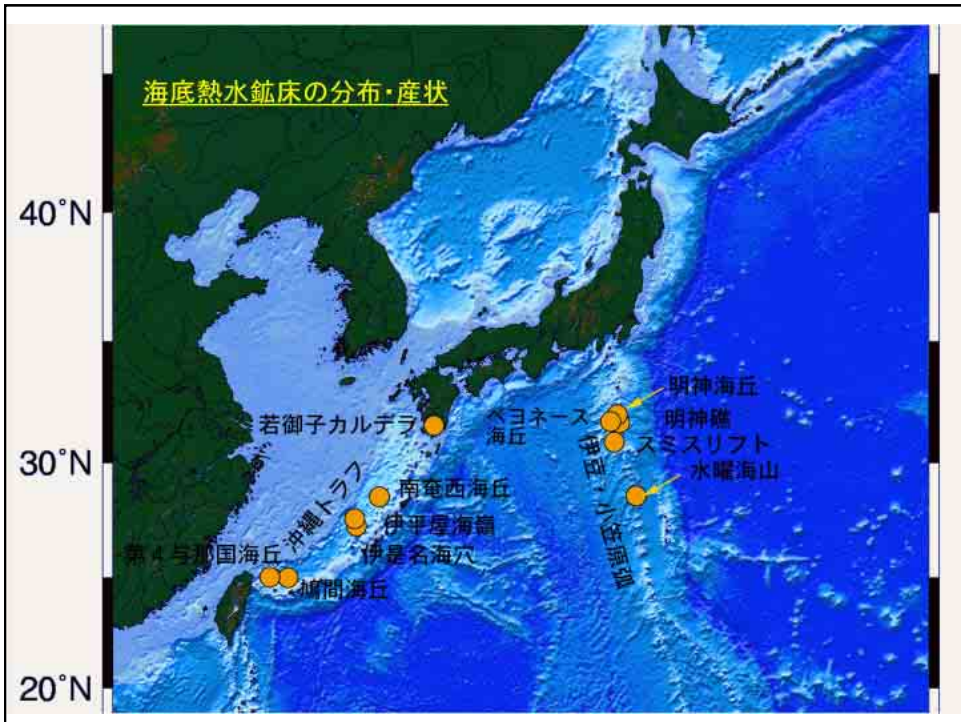 海底熱水鉱床の分布・産状
40°N
明神海丘
ベヨネース
海丘
明神礁
若御子カルデラ
スミスリフト
30°N
水曜海山
伊豆・小笠原弧
沖縄トラフ
南奄西海丘
伊平屋海嶺
第4与那国海丘
伊是名海穴
鳩間海丘
20°N